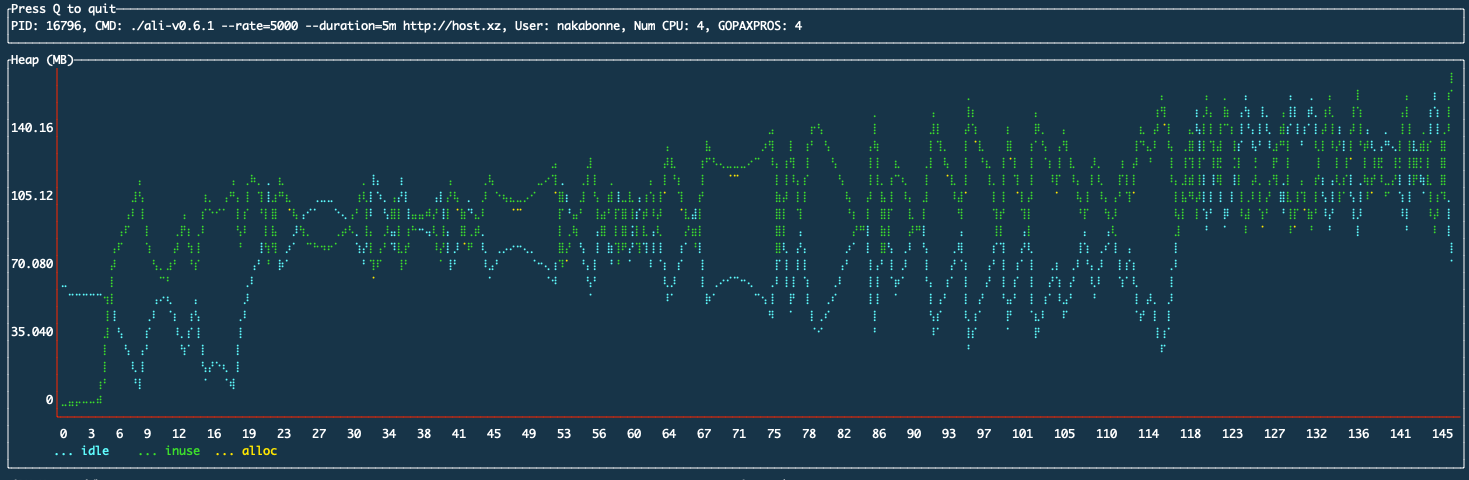 Press Q to quit
PID: 16796, CMD: ./ali-v0.6.1 --rate=5000 --duration=5m http://host.xz, User: nakabonne, Num CPU: 4, GOPAXPROS: 4
Heap (MB)
140.16
105.12
70.080
35.040
0
0 3 6 9 12 16 19 23 27 30 34 38 41 45 49 53 56 60 64 67 71 75 78 82 86 90 93 97 101 105 110 114 118 123 127 132 136 141 145
... idle ... inuse ... alloc